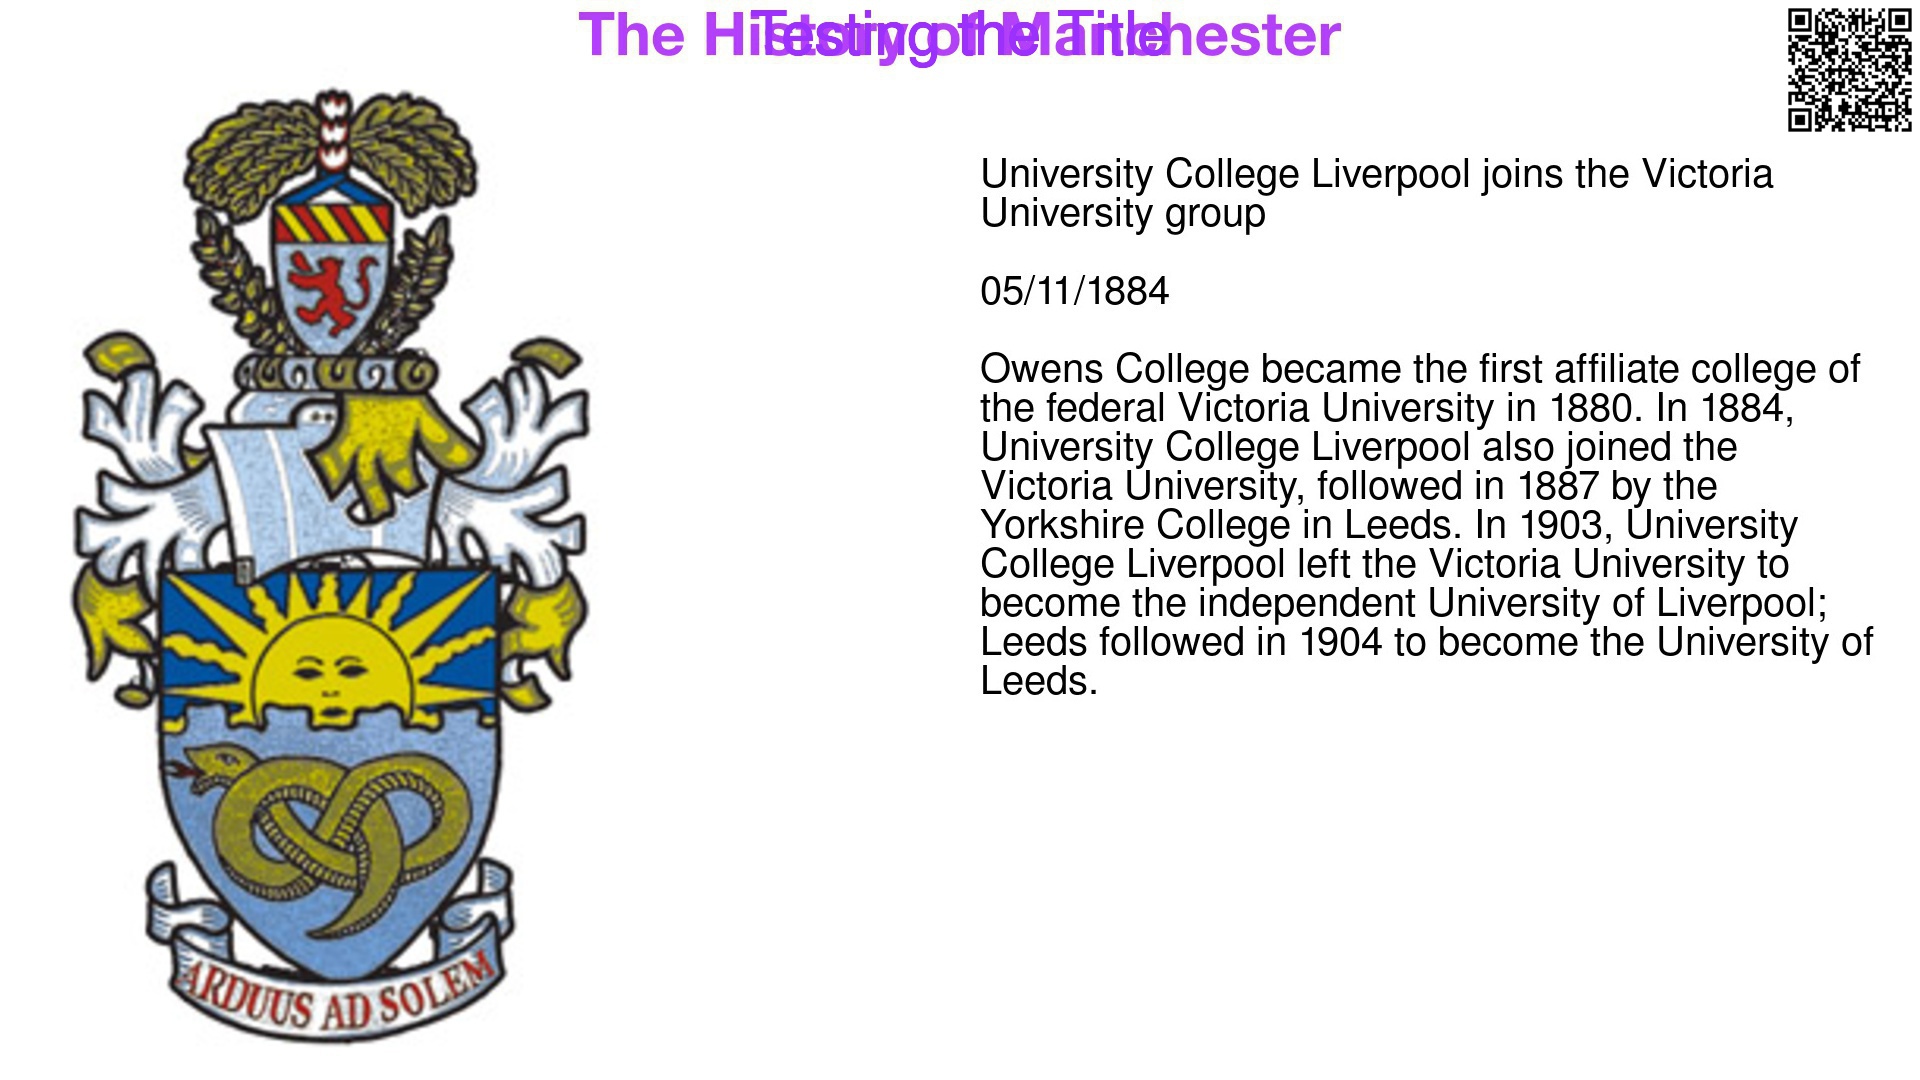 The History of Manchester
Testing the Title
University College Liverpool joins the Victoria
University group
05/11/1884
Owens College became the first affiliate college of
the federal Victoria University in 1880. In 1884,
University College Liverpool also joined the
Victoria University, followed in 1887 by the
Yorkshire College in Leeds. In 1903, University
College Liverpool left the Victoria University to
become the independent University of Liverpool;
Leeds followed in 1904 to become the University of
Leeds.
ARDUUS AD SOLEM